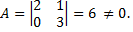 A = |2 1; 0 3| = 6 ≠ 0.